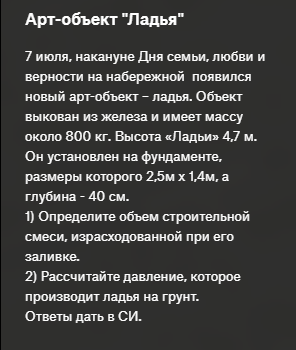 Арт-объект "Ладья"
7 июля, накануне Дня семьи, любви и
верности на набережной появился
новый арт-объект – ладья. Объект
выкован из железа и имеет массу
около 800 кг. Высота «Ладьи» 4,7 м.
Он установлен на фундаменте,
размеры которого 2,5м х 1,4м, а
глубина - 40 см.
1) Определите объем строительной
смеси, израсходованной при его
заливке.
2) Рассчитайте давление, которое
производит ладья на грунт.
Ответы дать в СИ.